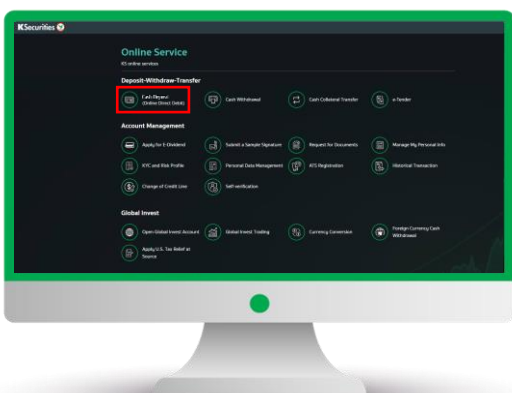 KSecurities
Online Service
KS online services
Deposit-Withdraw-Transfer
Cash Deposit
(Online Direct Debit)
Cash Withdrawal
Cash Collateral Transfer
e-Tender
Account Management
Apply for E-Dividend
Submit a Sample Signature
Request for Documents
Manage My Personal Info
KYC and Risk Profile
Personal Data Management
ATS Registration
Historical Transaction
Change of Credit Line
Self-verification
Global Invest
Open Global Invest Account
Global Invest Trading
Currency Conversion
Foreign Currency Cash
Withdrawal
Apply U.S. Tax Relief at
Source